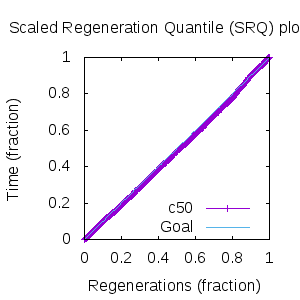 Scaled Regeneration Quantile (SRQ) plo
1
0.8
0.6
0.4
0.2
0
Time (fraction)
c50
Goal
0 0.2 0.4 0.6 0.8 1
Regenerations (fraction)